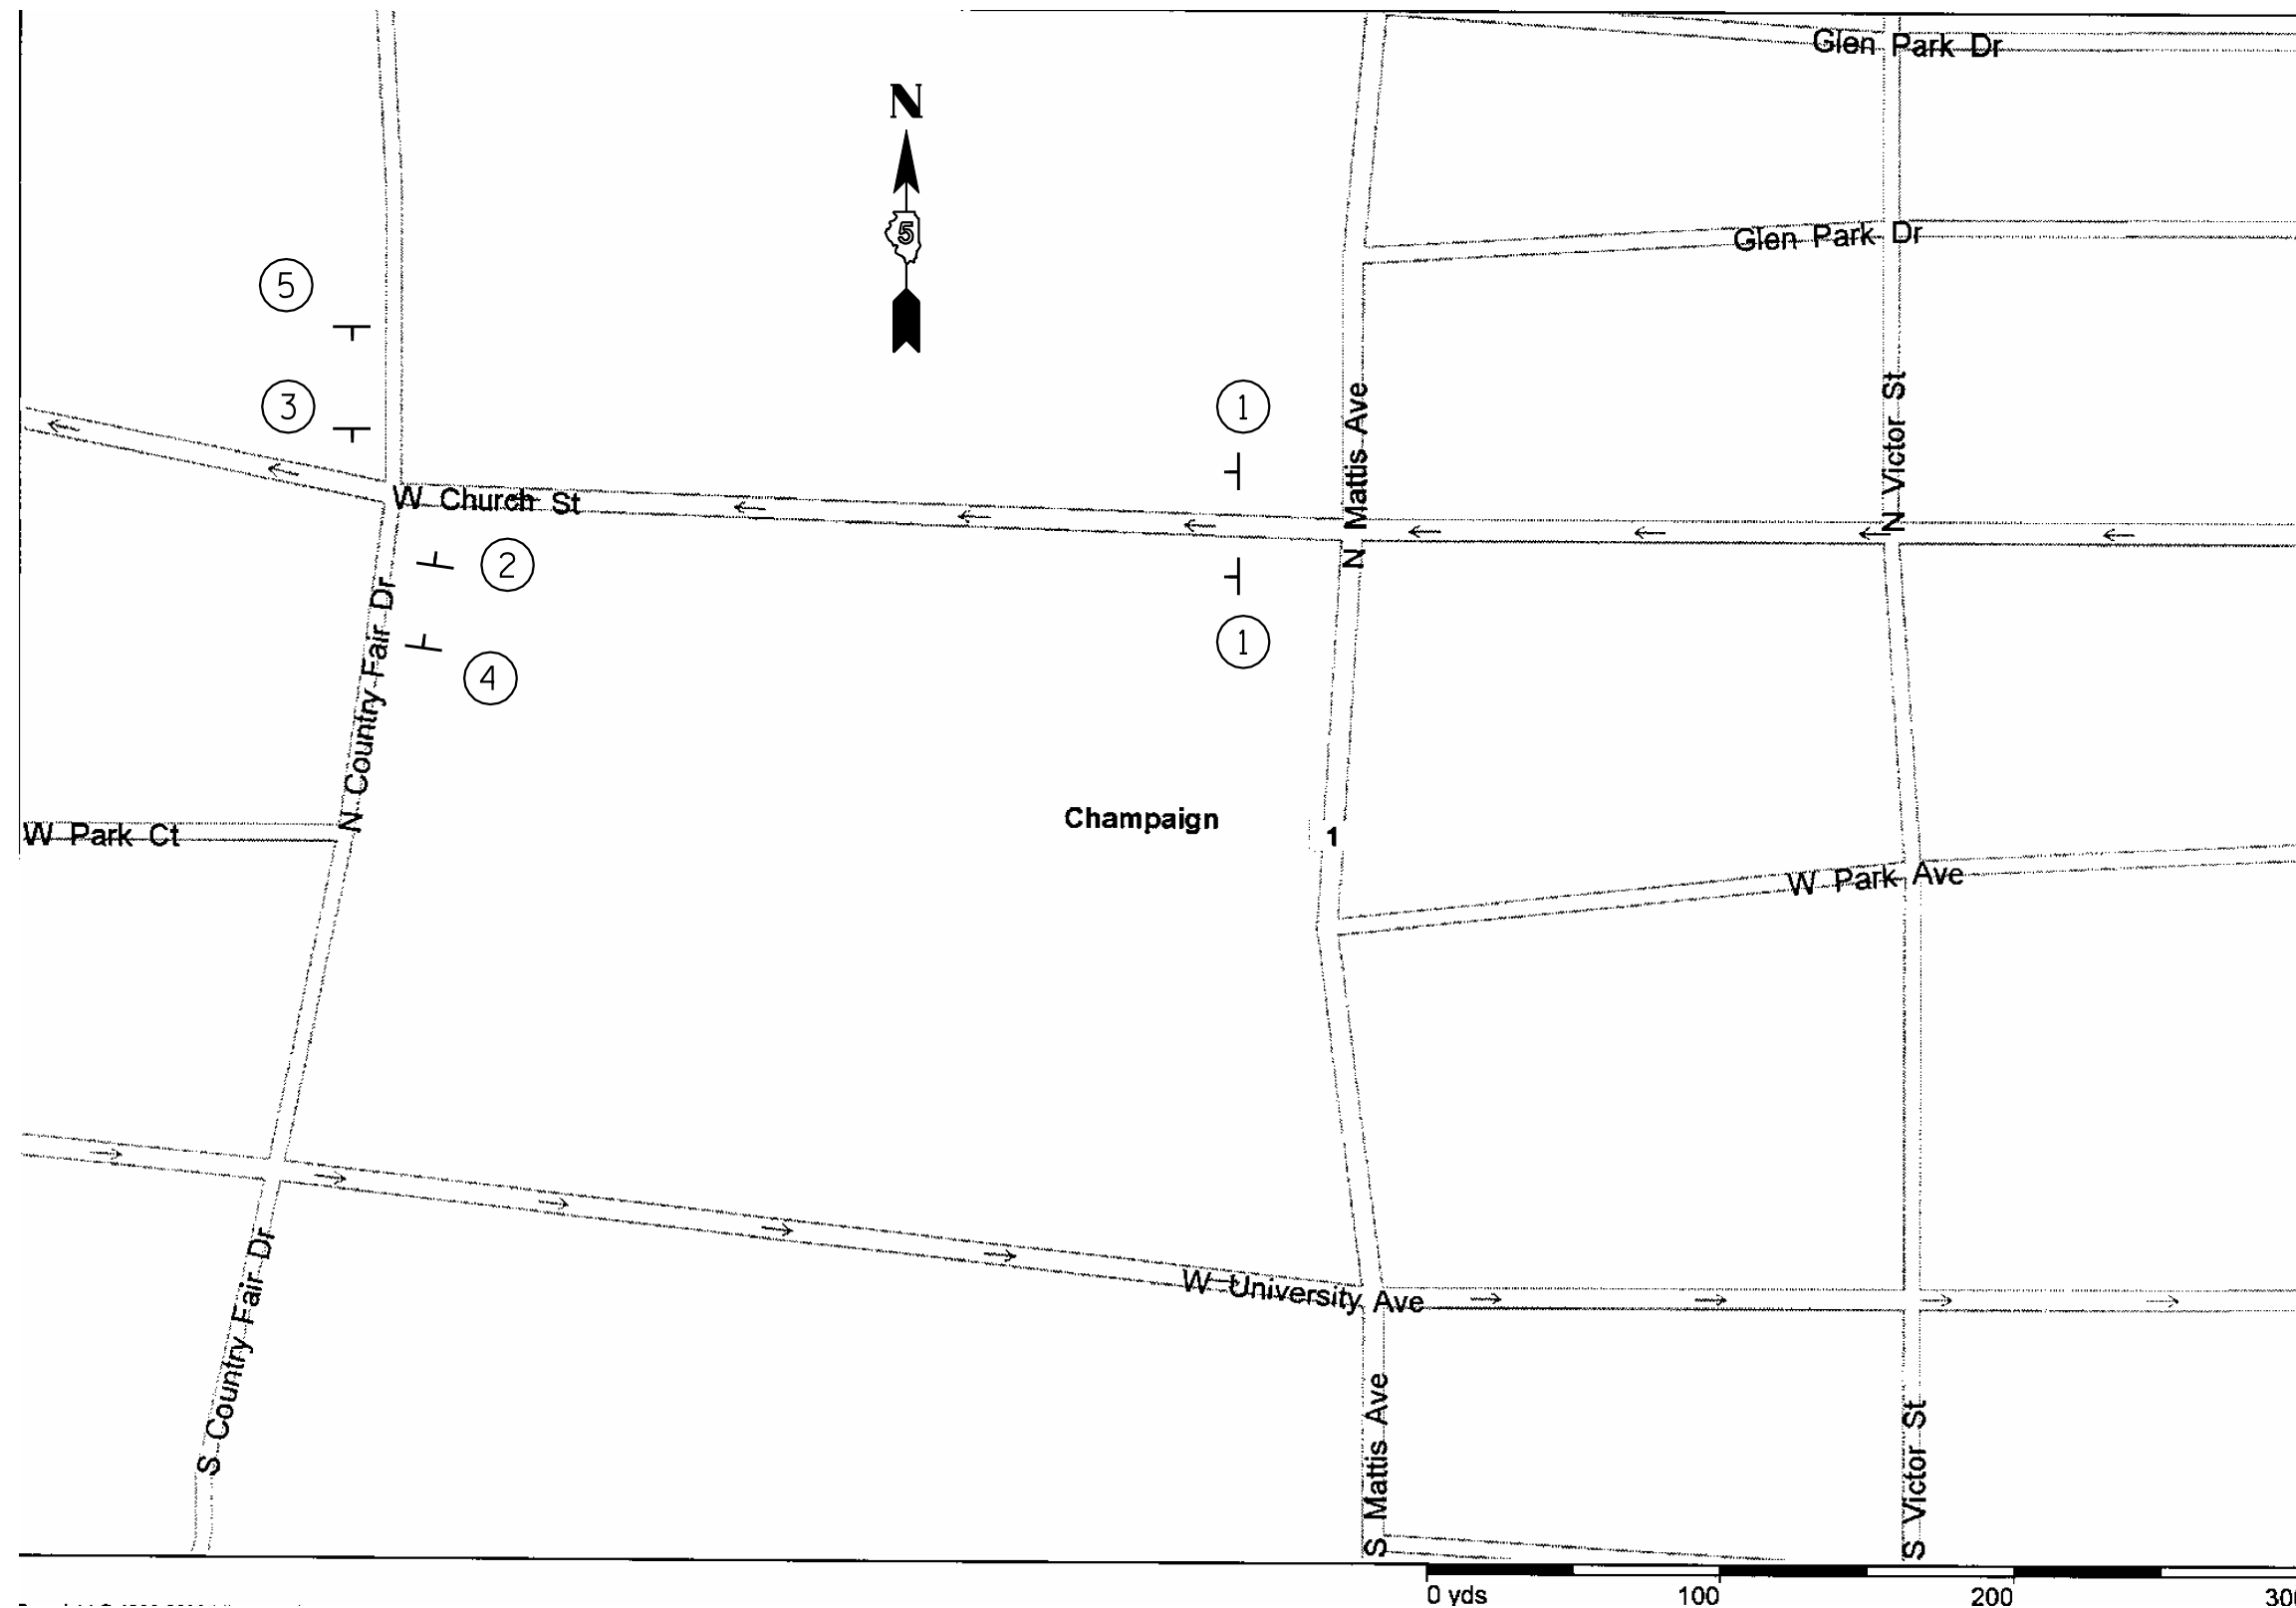 Glen Park Dr
N
5
Glen Park Dr
5
3
1
N Mattis Ave
N Victor St
W Church St
2
1
4
N Country Fair Dr
Champaign
1
W Park Ct
W Park Ave
W University Ave
S Country Fair Dr
S Mattis Ave
S Victor St
0 yds 100 200